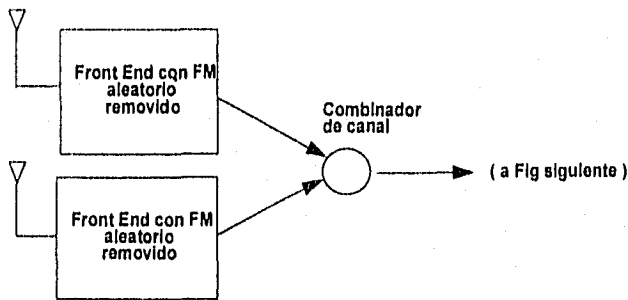 Front End cqn FM
aleatorio
removido
Combinador
de canal
( a Fig siguiente )
Front End con FM
aleatorio
removido